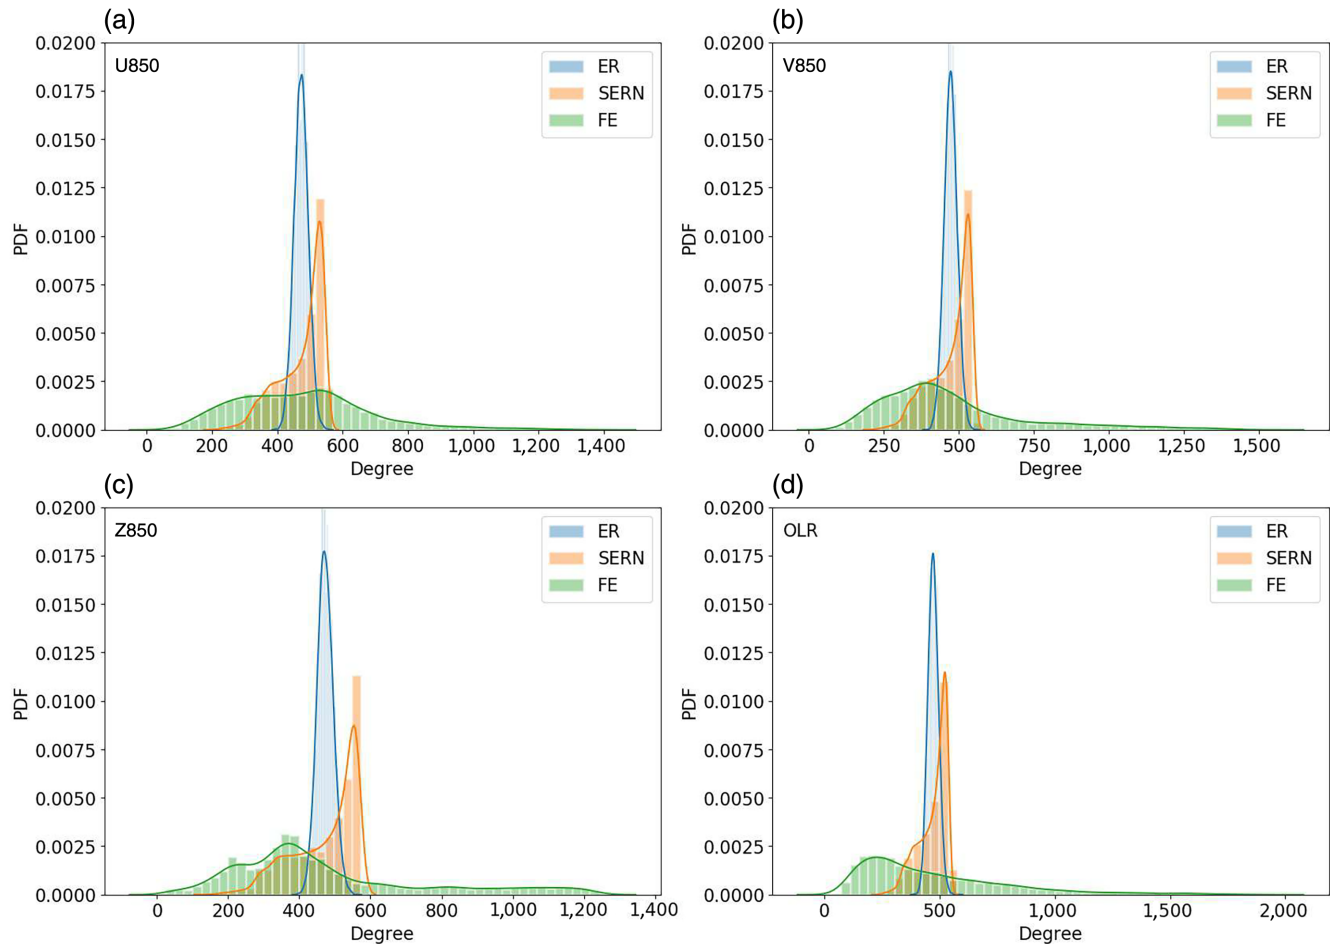 (a)
U850
ER
SERN
FE
0.0200
0.0175
0.0150
0.0125
0.0100
0.0075
0.0050
0.0025
0.0000
PDF
0 200 400 600 800 1,000 1,200 1,400
Degree
(b)
V850
ER
SERN
FE
0.0200
0.0175
0.0150
0.0125
0.0100
0.0075
0.0050
0.0025
0.0000
PDF
0 250 500 750 1,000 1,250 1,500
Degree
(c)
Z850
ER
SERN
FE
0.0200
0.0175
0.0150
0.0125
0.0100
0.0075
0.0050
0.0025
0.0000
PDF
0 200 400 600 800 1,000 1,200 1,400
Degree
(d)
OLR
ER
SERN
FE
0.0200
0.0175
0.0150
0.0125
0.0100
0.0075
0.0050
0.0025
0.0000
PDF
0 500 1,000 1,500 2,000
Degree